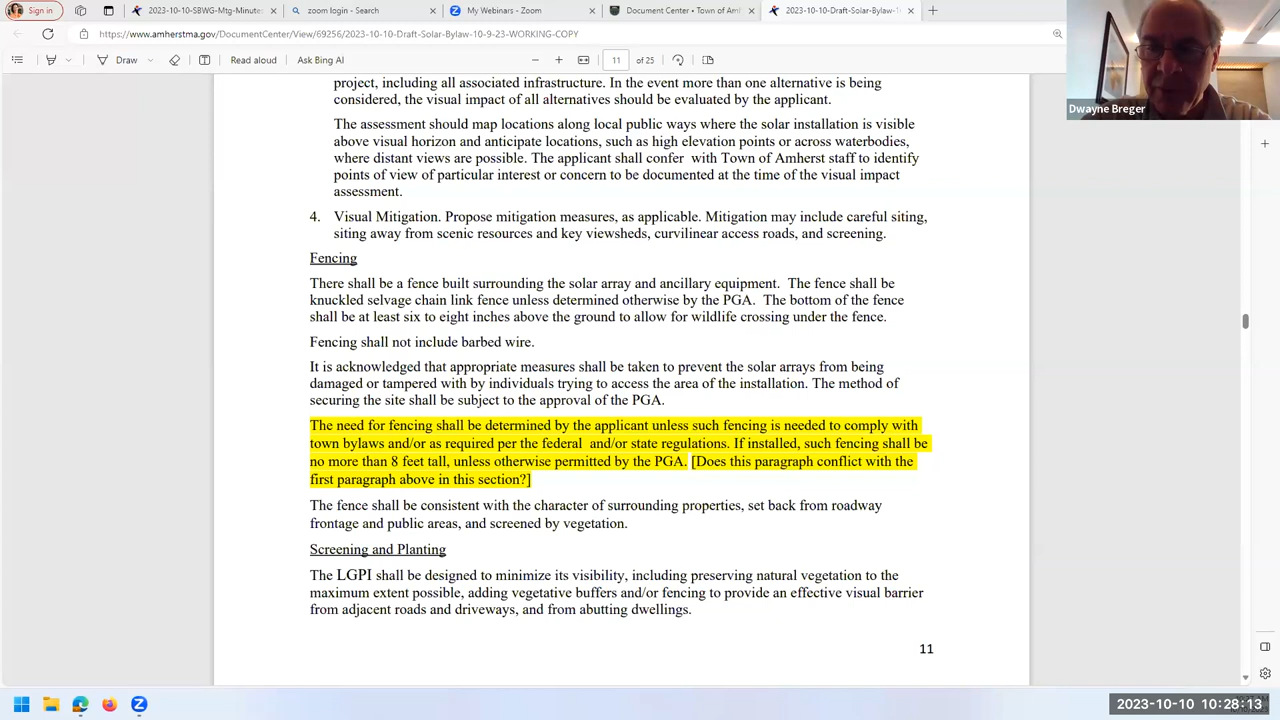 Sign in
2023-10-10-SBWG-Mtg-Minute
zoom login - Search
My Webinars - Zoom
Document Center • Town of Am
2023-10-10-Draft-Solar-Bylaw-1
https://www.amherstma.gov/DocumentCenter/View/69256/2023-10-10-Draft-Solar-Bylaw-10-9-23-WORKING-COPY
Draw
Read aloud
Ask Bing AI
11 of 25
Dwayne Breger
project, including all associated infrastructure. In the event more than one alternative is being
considered, the visual impact of all alternatives should be evaluated by the applicant.
The assessment should map locations along local public ways where the solar installation is visible
above visual horizon and anticipate locations, such as high elevation points or across waterbodies,
where distant views are possible. The applicant shall confer with Town of Amherst staff to identify
points of view of particular interest or concern to be documented at the time of the visual impact
assessment.
4. Visual Mitigation. Propose mitigation measures, as applicable. Mitigation may include careful siting,
siting away from scenic resources and key viewsheds, curvilinear access roads, and screening.
Fencing
There shall be a fence built surrounding the solar array and ancillary equipment. The fence shall be
knuckled selvage chain link fence unless determined otherwise by the PGA. The bottom of the fence
shall be at least six to eight inches above the ground to allow for wildlife crossing under the fence.
Fencing shall not include barbed wire.
It is acknowledged that appropriate measures shall be taken to prevent the solar arrays from being
damaged or tampered with by individuals trying to access the area of the installation. The method of
securing the site shall be subject to the approval of the PGA.
The need for fencing shall be determined by the applicant unless such fencing is needed to comply with
town bylaws and/or as required per the federal and/or state regulations. If installed, such fencing shall be
no more than 8 feet tall, unless otherwise permitted by the PGA. [Does this paragraph conflict with the
first paragraph above in this section?]
The fence shall be consistent with the character of surrounding properties, set back from roadway
frontage and public areas, and screened by vegetation.
Screening and Planting
The LGPI shall be designed to minimize its visibility, including preserving natural vegetation to the
maximum extent possible, adding vegetative buffers and/or fencing to provide an effective visual barrier
from adjacent roads and driveways, and from abutting dwellings.
11
2023-10-10 10:28:13